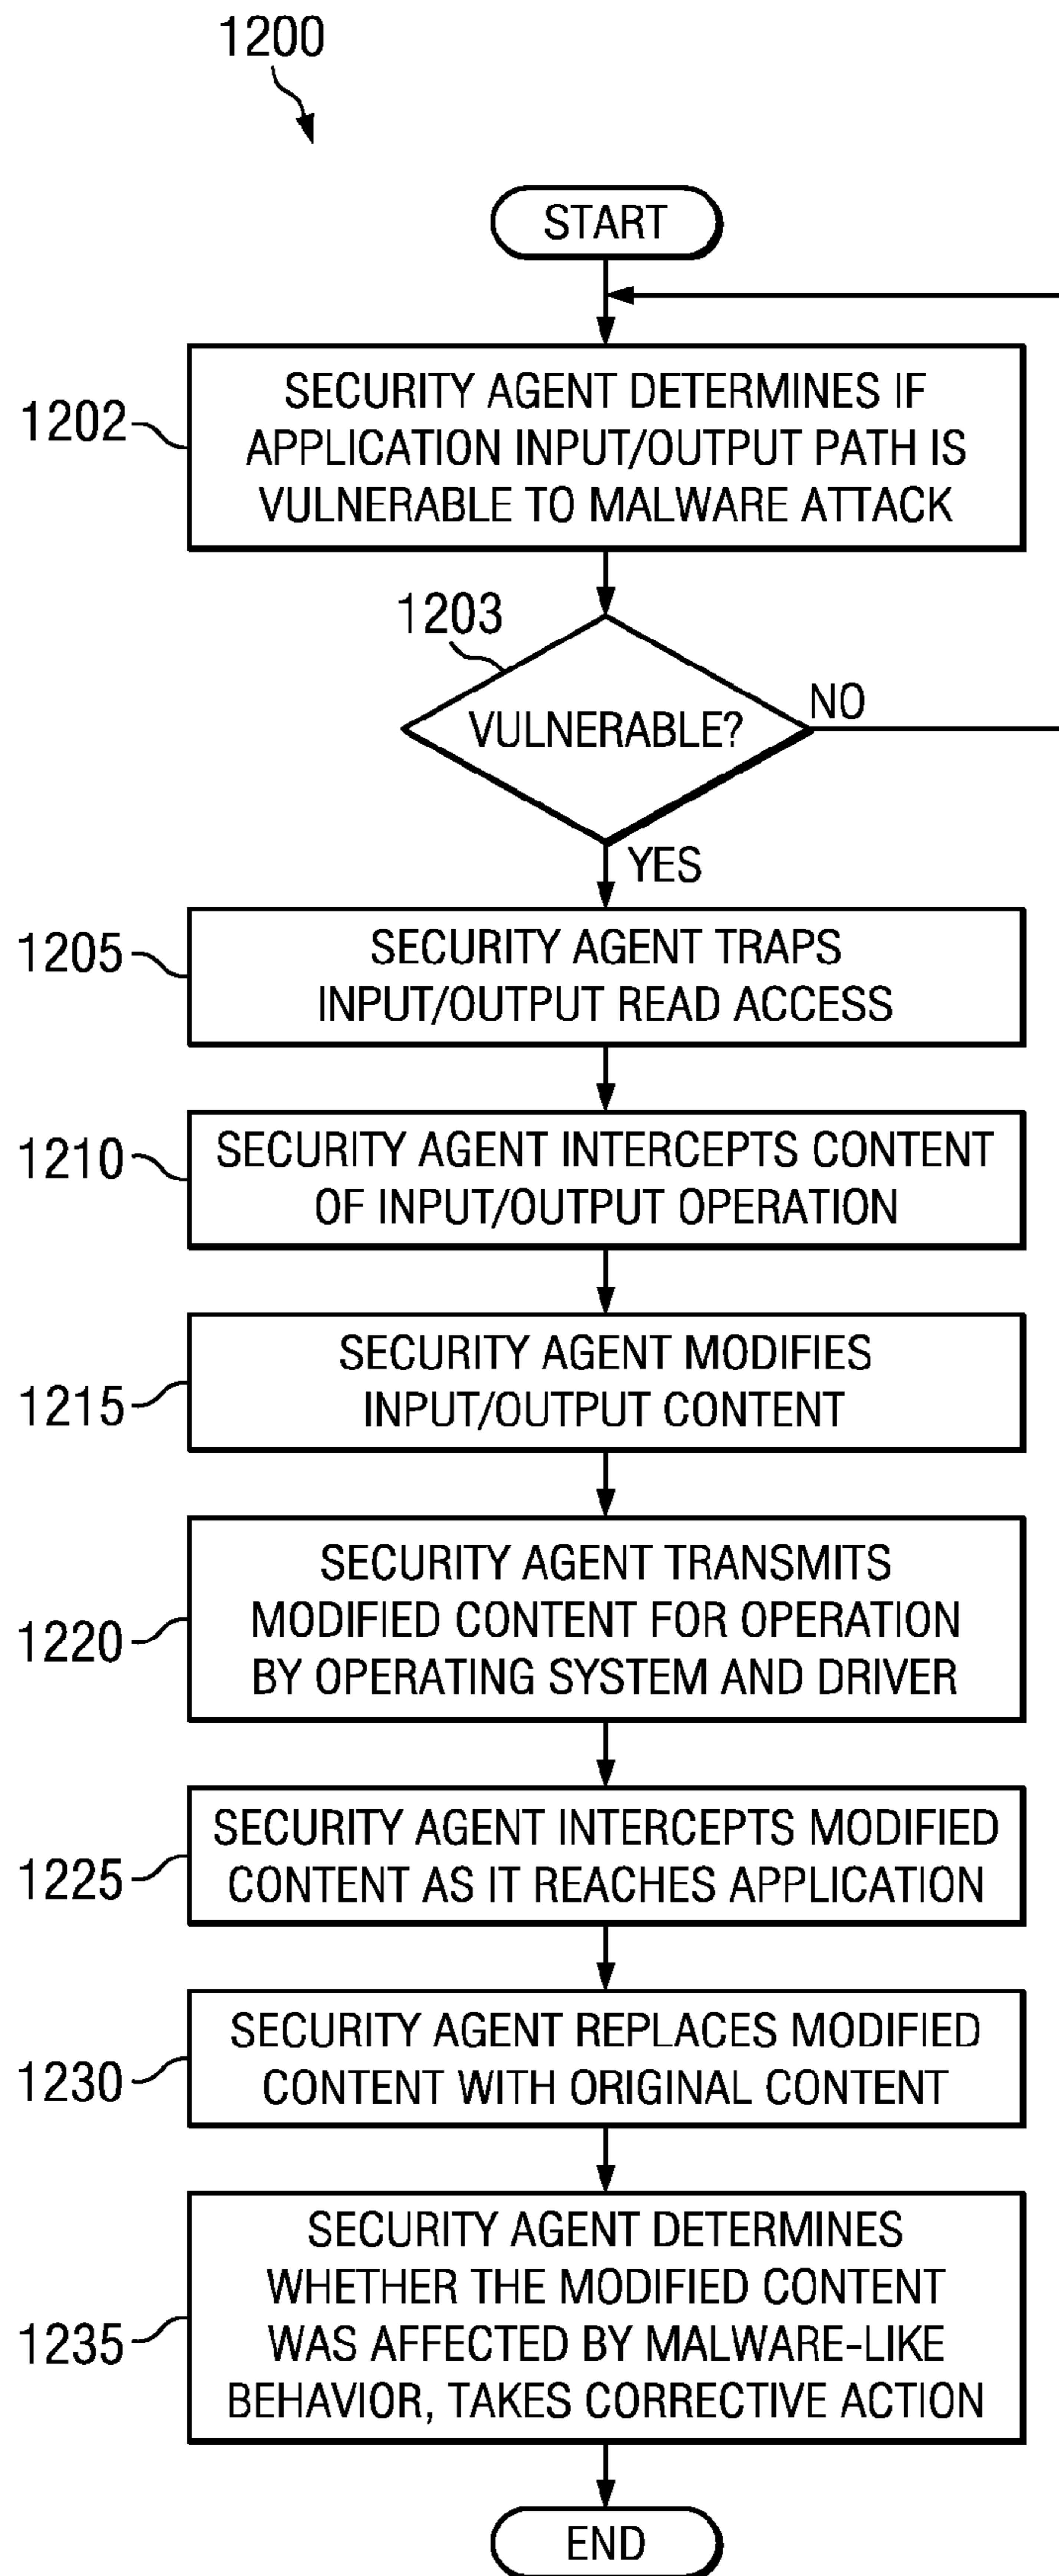 1200
START
1202
SECURITY AGENT DETERMINES IF
APPLICATION INPUT/OUTPUT PATH IS
VULNERABLE TO MALWARE ATTACK
1203
VULNERABLE?
NO
YES
1205
SECURITY AGENT TRAPS
INPUT/OUTPUT READ ACCESS
1210
SECURITY AGENT INTERCEPTS CONTENT
OF INPUT/OUTPUT OPERATION
1215
SECURITY AGENT MODIFIES
INPUT/OUTPUT CONTENT
1220
SECURITY AGENT TRANSMITS
MODIFIED CONTENT FOR OPERATION
BY OPERATING SYSTEM AND DRIVER
1225
SECURITY AGENT INTERCEPTS MODIFIED
CONTENT AS IT REACHES APPLICATION
1230
SECURITY AGENT REPLACES MODIFIED
CONTENT WITH ORIGINAL CONTENT
1235
SECURITY AGENT DETERMINES
WHETHER THE MODIFIED CONTENT
WAS AFFECTED BY MALWARE-LIKE
BEHAVIOR, TAKES CORRECTIVE ACTION
END